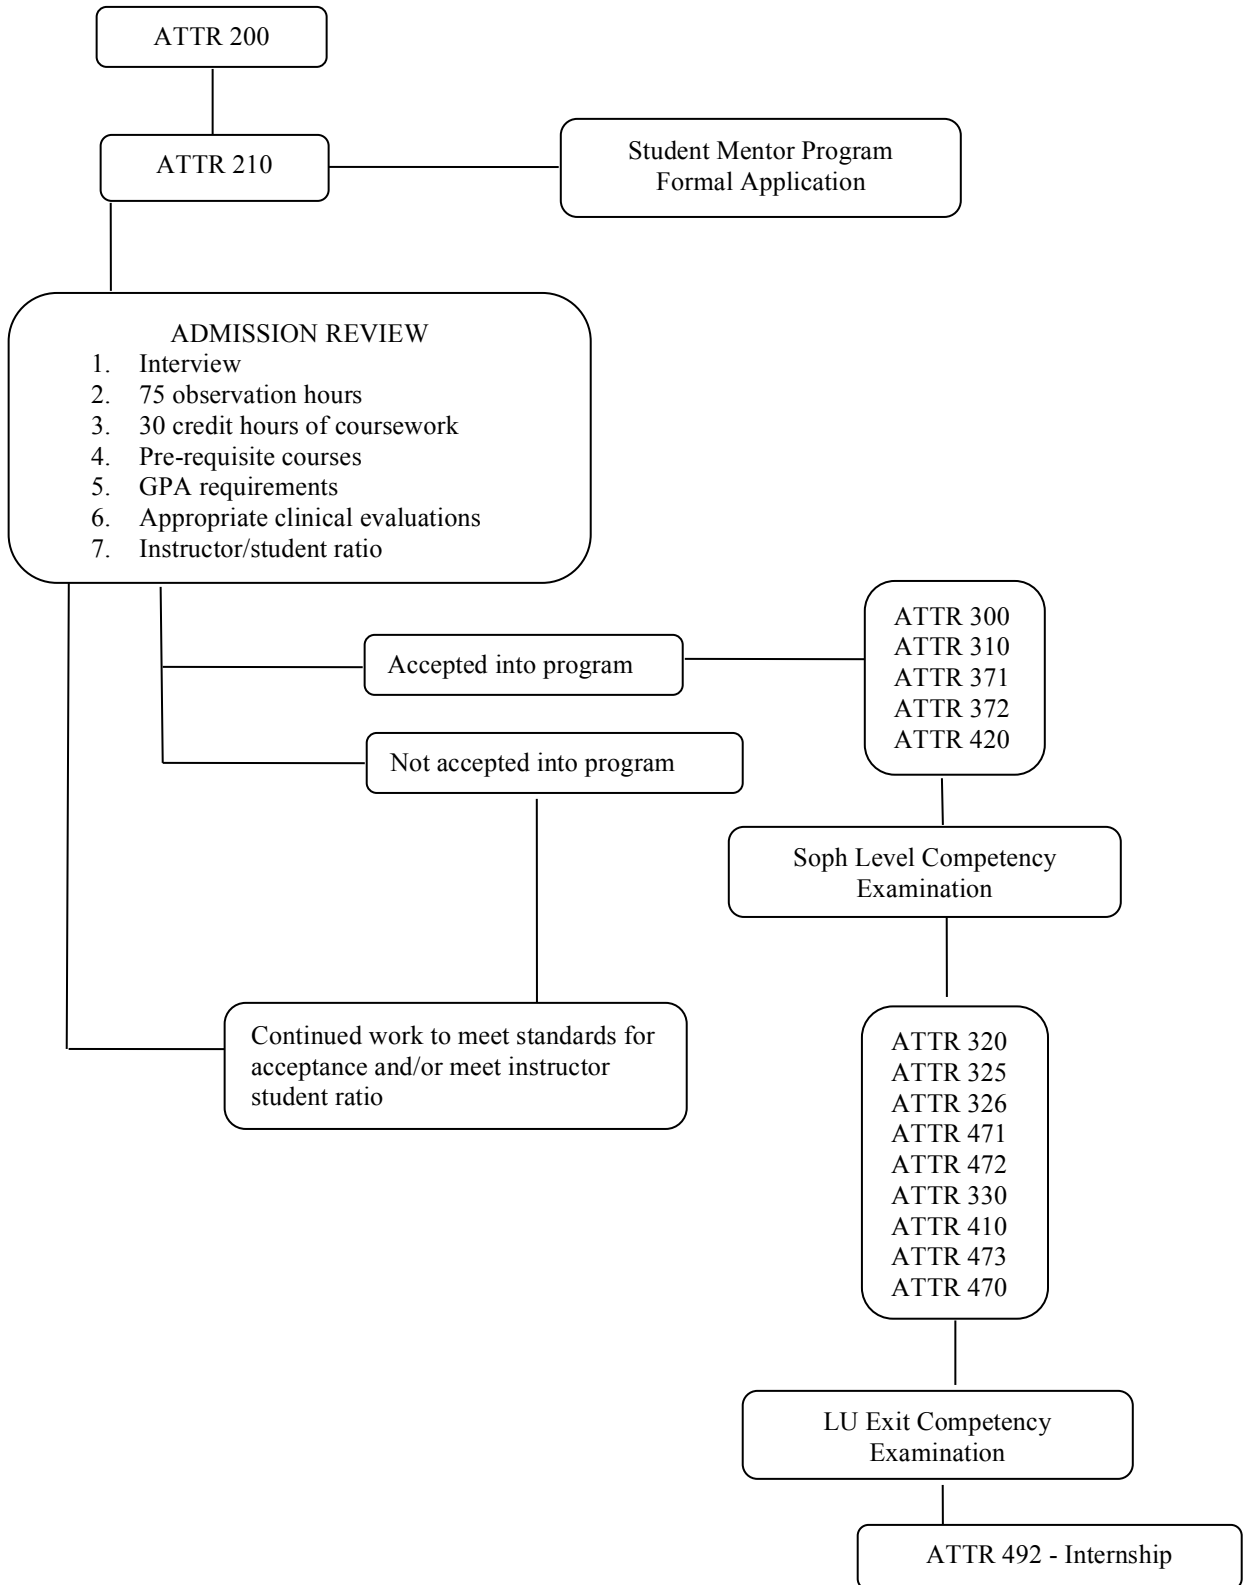 ATTR 200
ATTR 210
Student Mentor Program
Formal Application
ADMISSION REVIEW
1. Interview
2. 75 observation hours
3. 30 credit hours of coursework
4. Pre-requisite courses
5. GPA requirements
6. Appropriate clinical evaluations
7. Instructor/student ratio
Accepted into program
ATTR 300
ATTR 310
ATTR 371
ATTR 372
ATTR 420
Not accepted into program
Soph Level Competency
Examination
Continued work to meet standards for
acceptance and/or meet instructor
student ratio
ATTR 320
ATTR 325
ATTR 326
ATTR 471
ATTR 472
ATTR 330
ATTR 410
ATTR 473
ATTR 470
LU Exit Competency
Examination
ATTR 492 - Internship